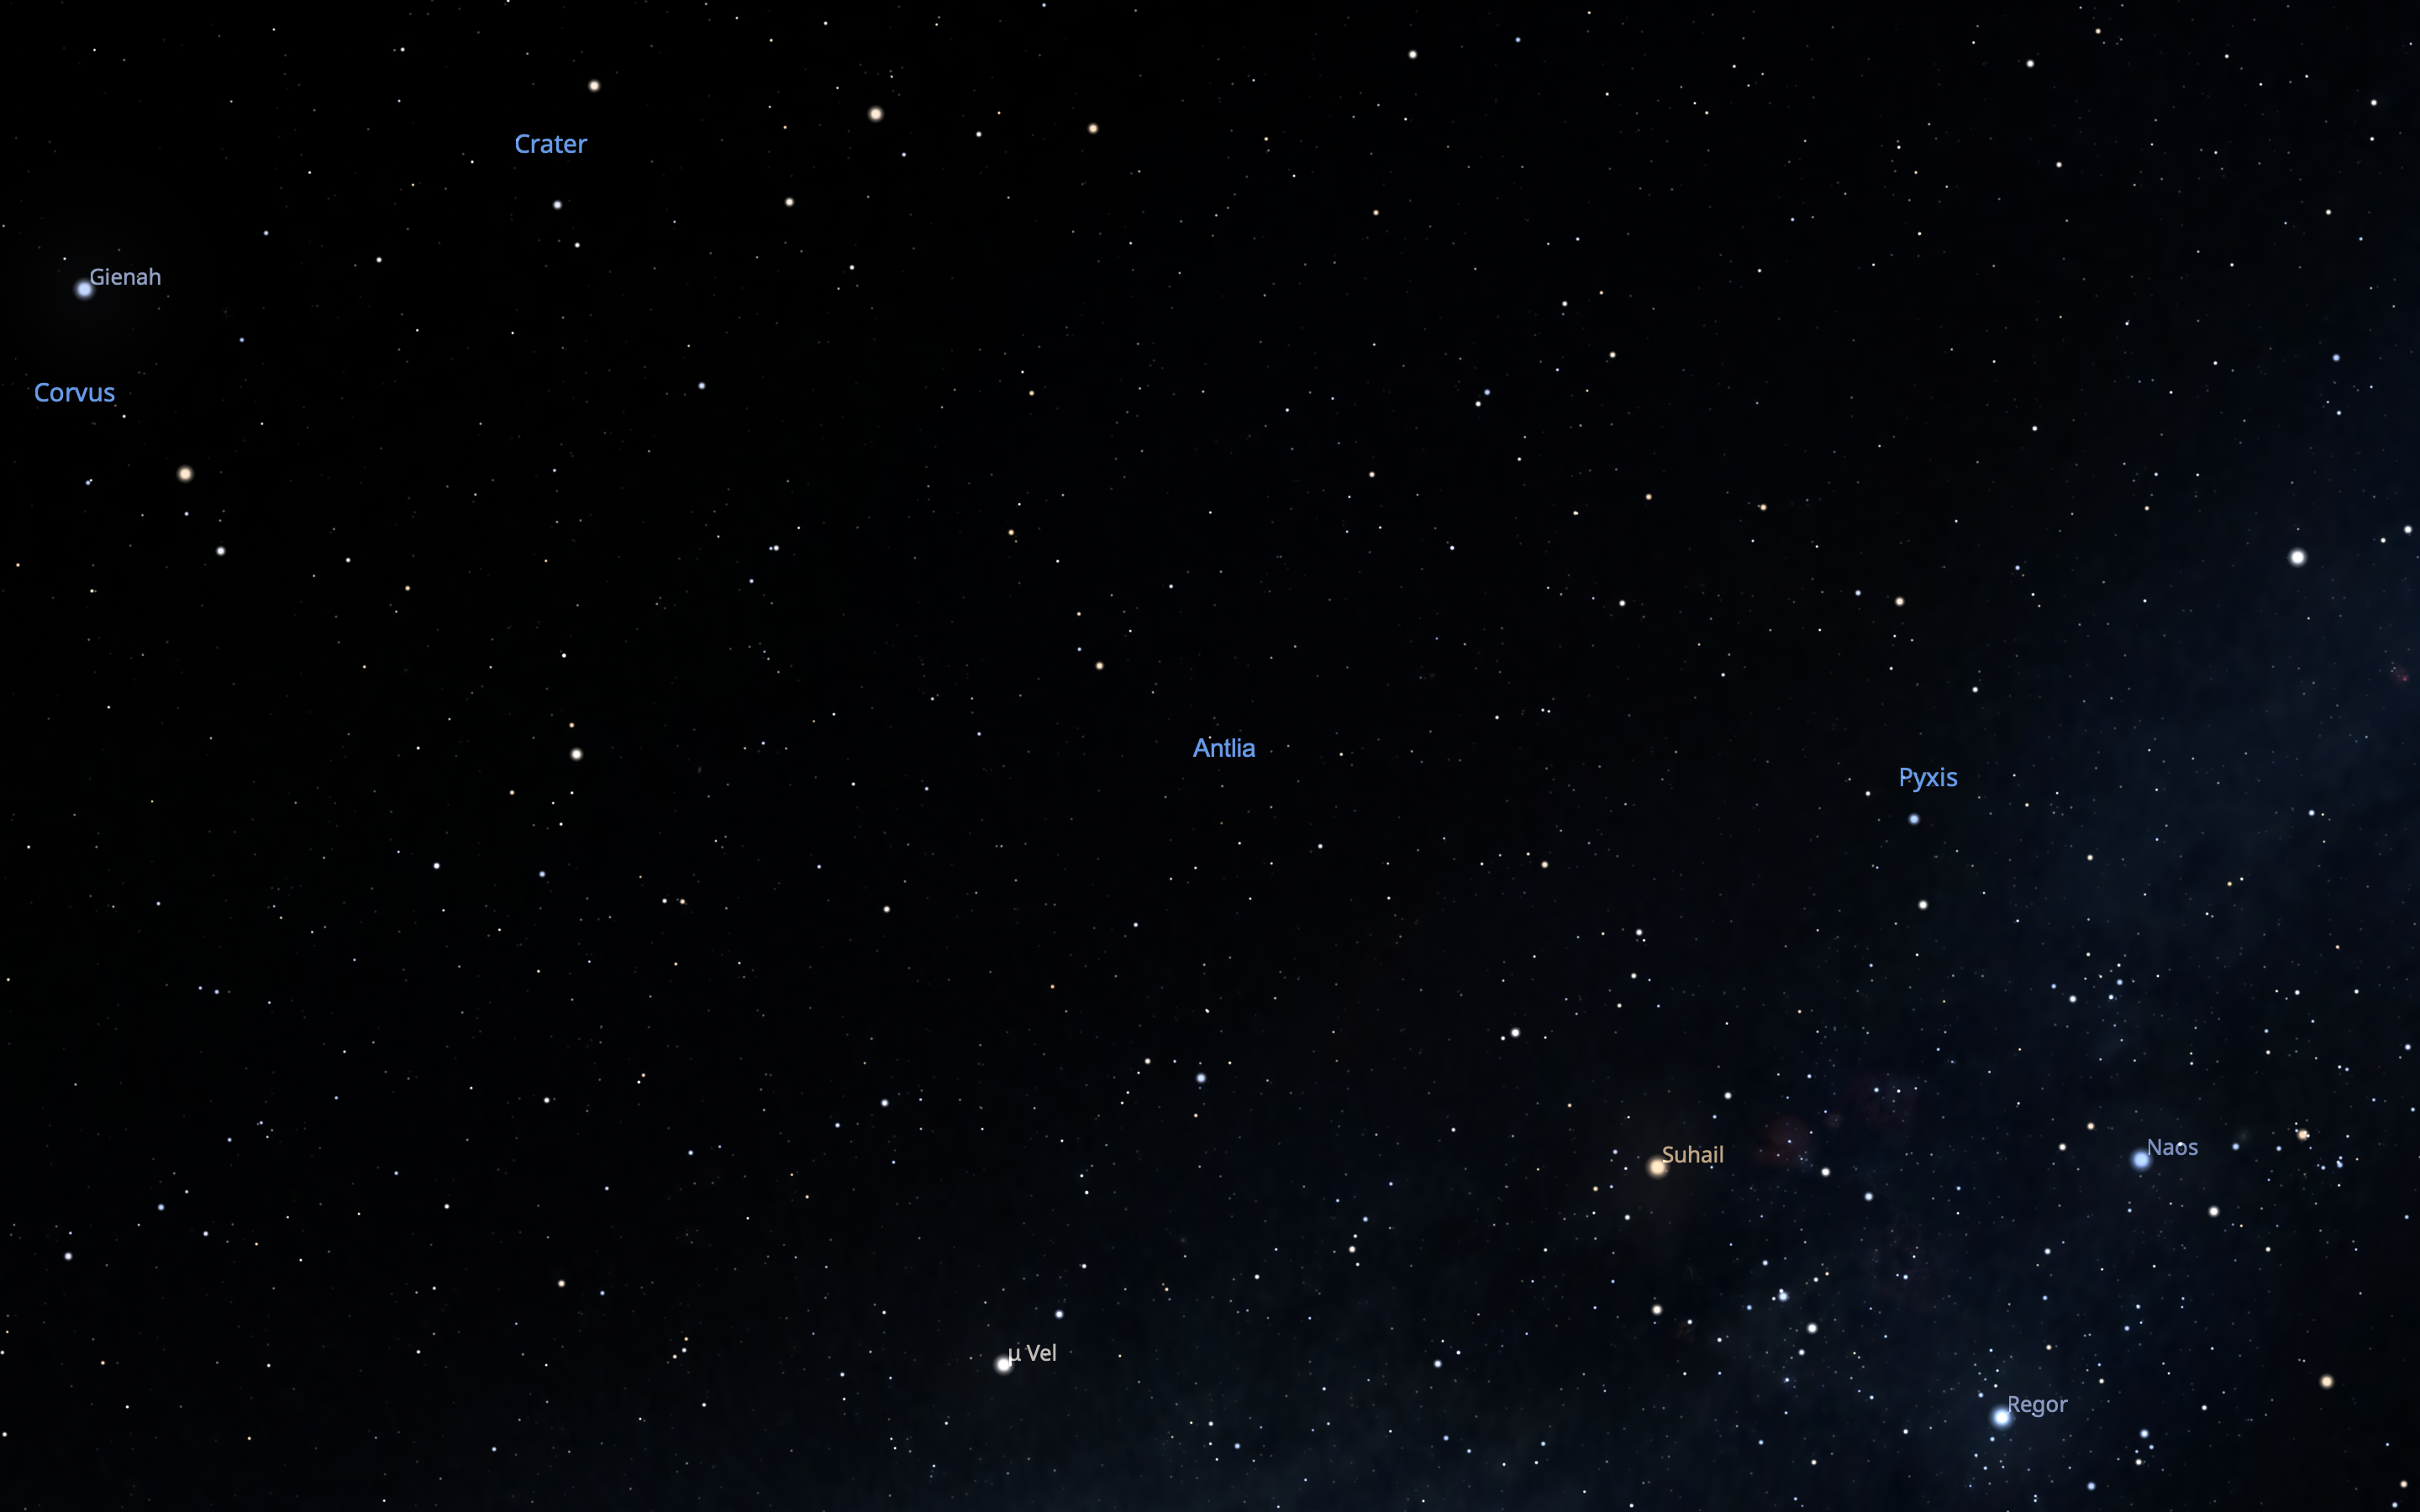 Crater
Gienah
Corvus
Antlia
Pyxis
Suhail
Naos
μ Vel
Regor